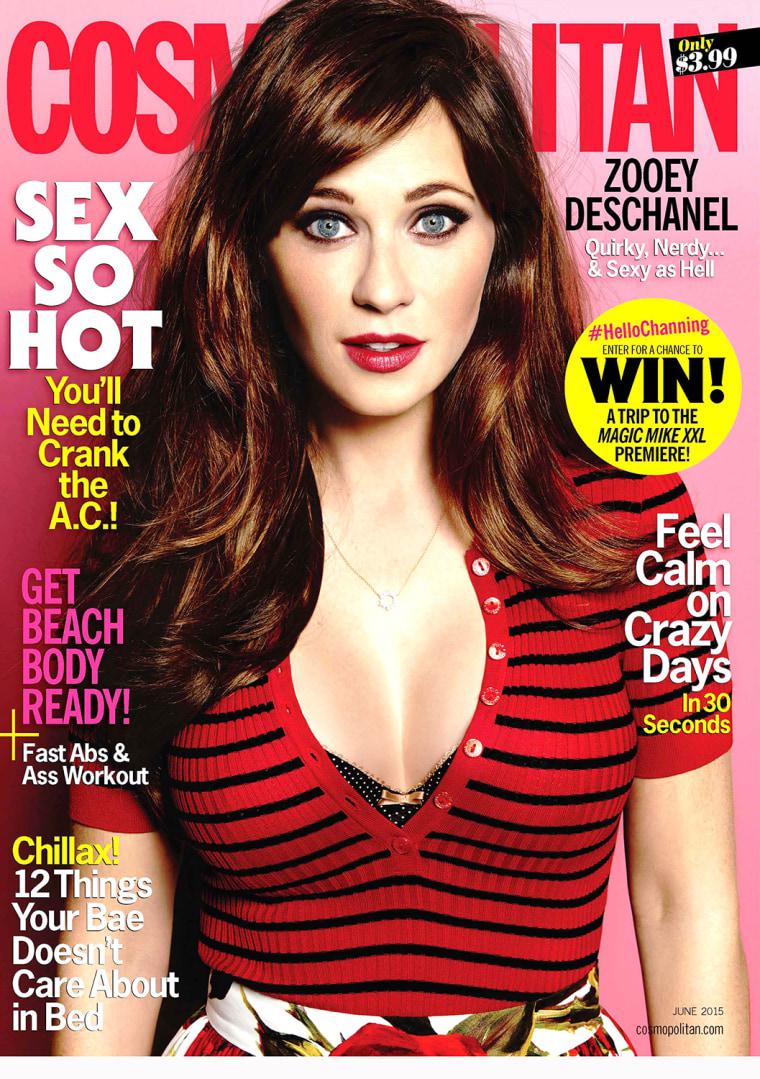 COSMOPOLITAN
Only
$3.99
ZOOEY
DESCHANEL
Quirky, Nerdy...
& Sexy as Hell
SEX
SO
HOT
You'll
Need to
Crank
the
A.C.!
#HelloChanning
ENTER FOR A CHANCE TO
WIN!
A TRIP TO THE
MAGIC MIKE XXL
PREMIERE!
Feel
Calm
on
Crazy
Days
In 30
Seconds
GET
BEACH
BODY
READY!
+
Fast Abs &
Ass Workout
Chillax!
12 Things
Your Bae
Doesn't
Care About
in Bed
JUNE 2015
cosmopolitan.com